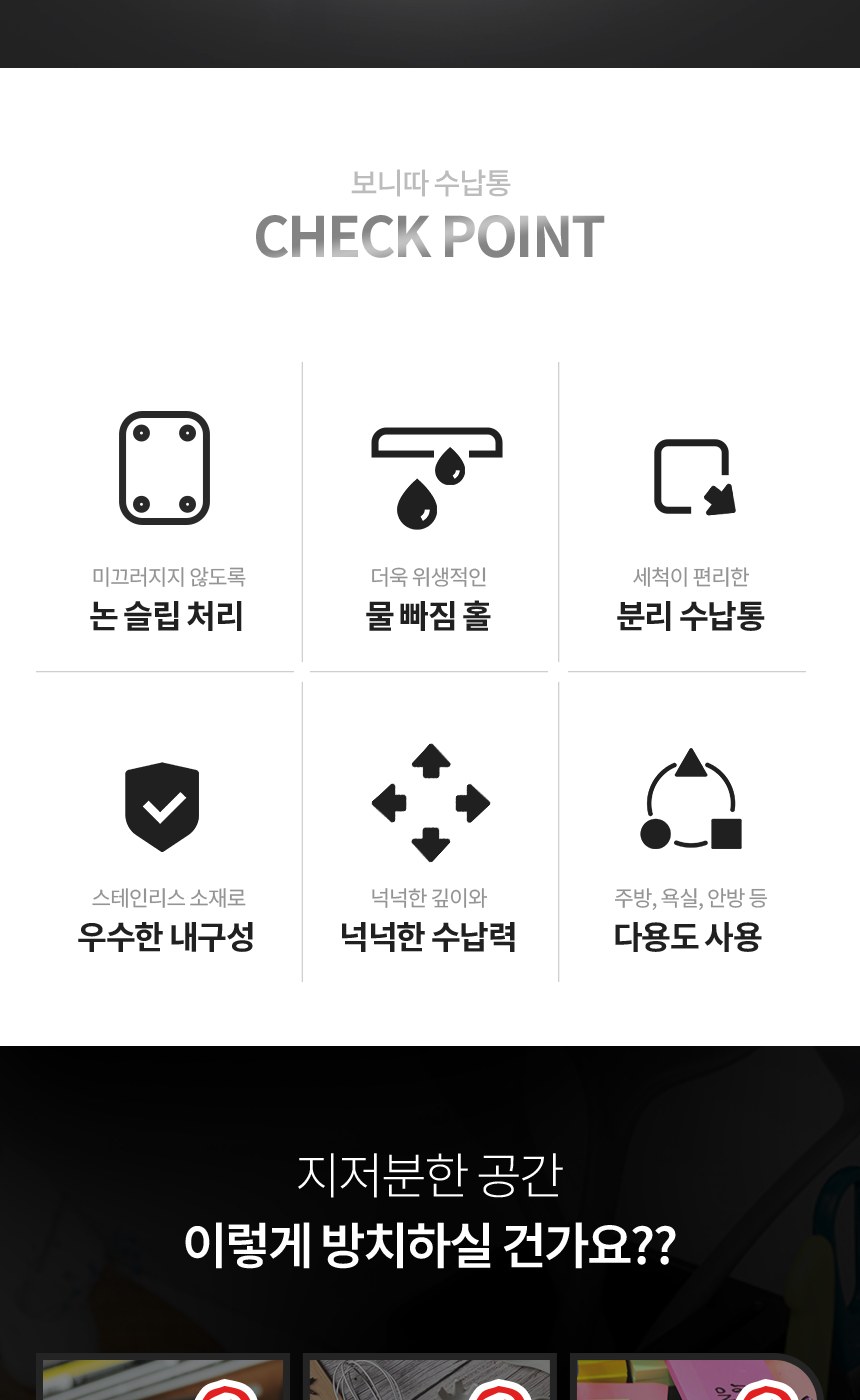 보니따 수납통
CHECK POINT
미끄러지지 않도록
논 슬립 처리
더욱 위생적인
물 빠짐 홀
세척이 편리한
분리 수납통
스테인리스 소재로
우수한 내구성
넉넉한 깊이와
넉넉한 수납력
주방, 욕실, 안방 등
다용도 사용
지저분한 공간
이렇게 방치하실 건가요??